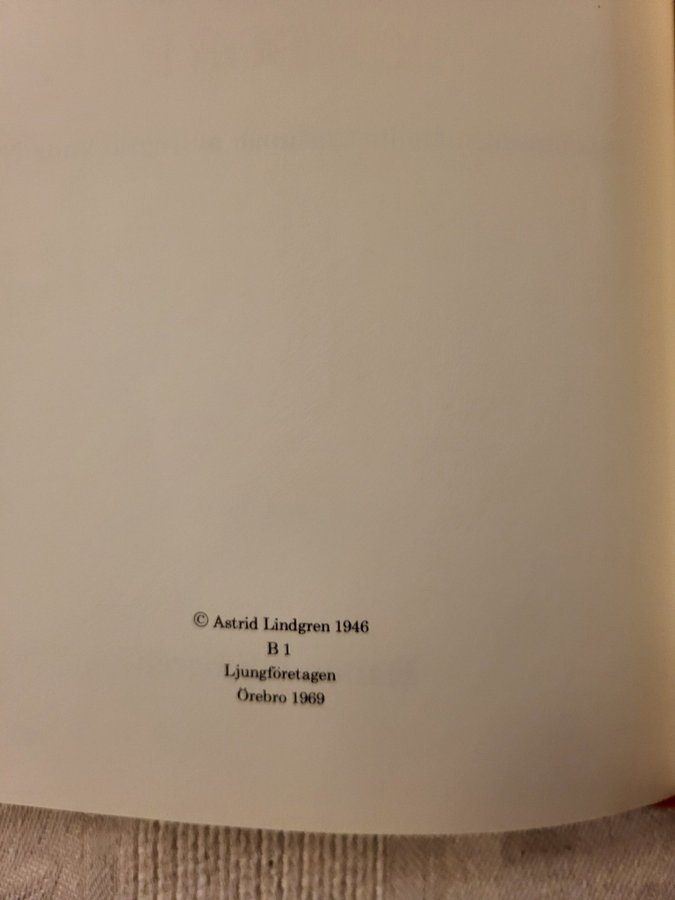 © Astrid Lindgren 1946
B 1
Ljungföretagen
Örebro 1969